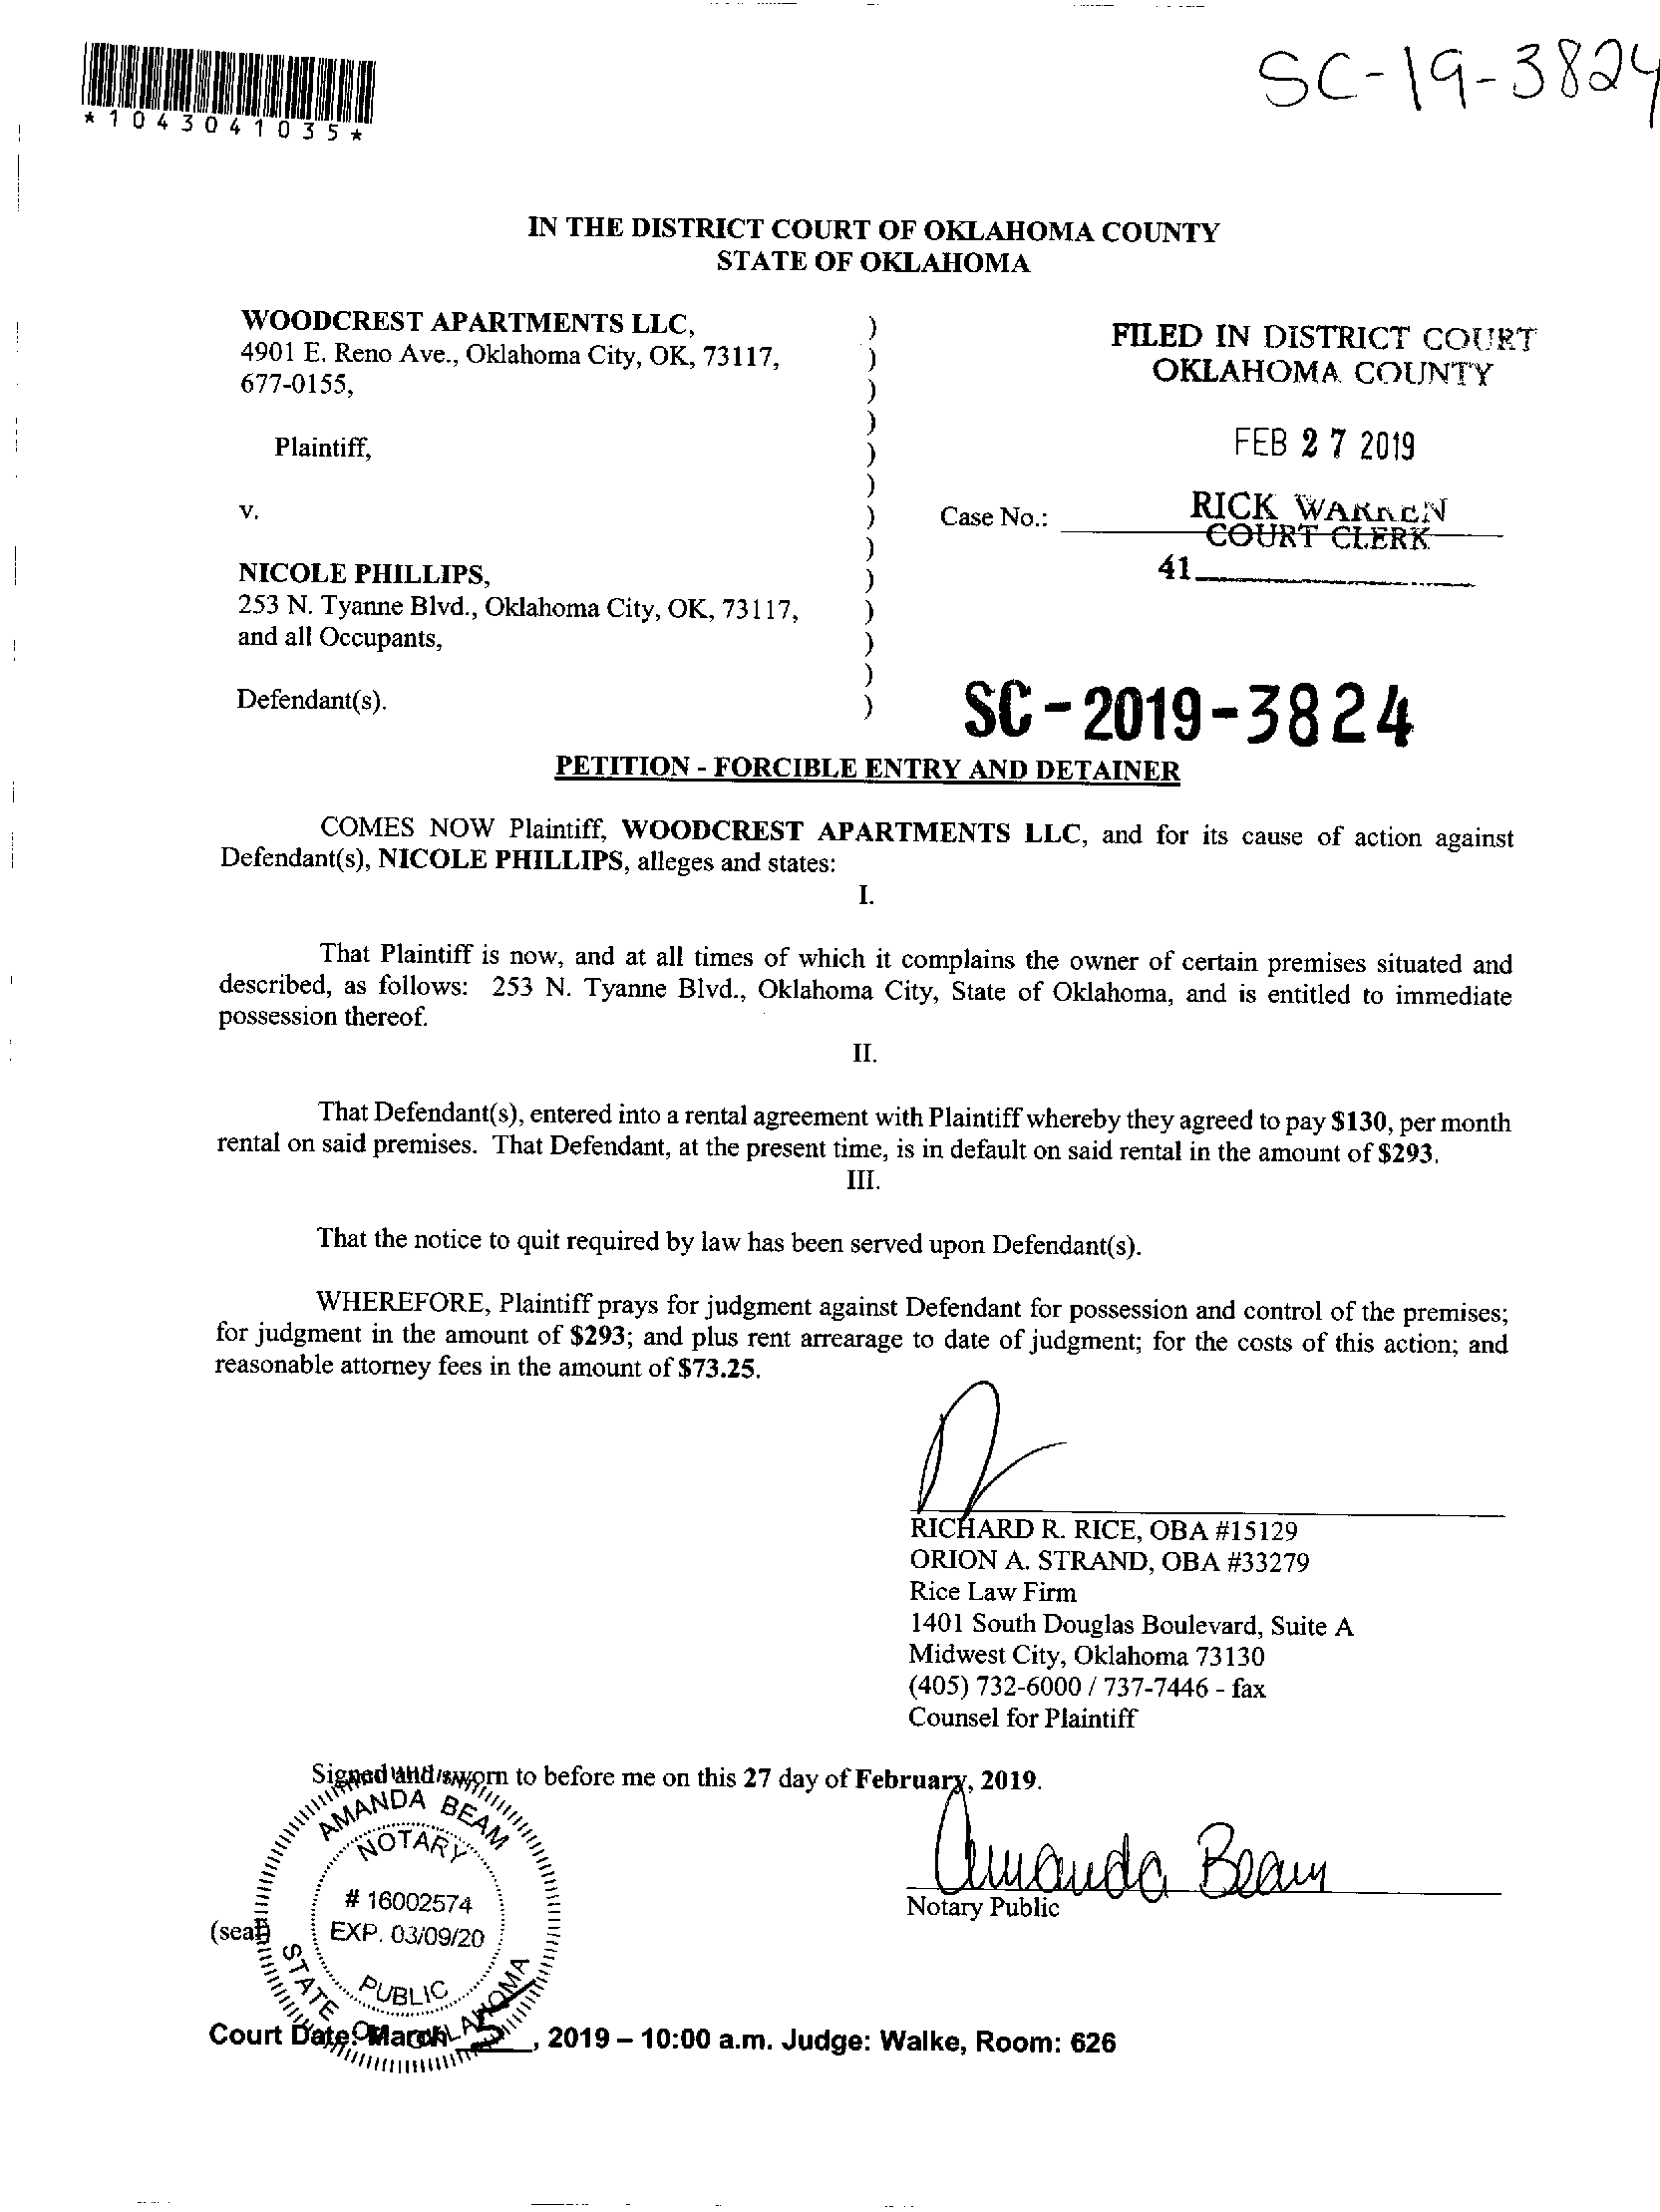 SC-19-3824
*1043041035*
IN THE DISTRICT COURT OF OKLAHOMA COUNTY
STATE OF OKLAHOMA
WOODCREST APARTMENTS LLC, )
4901 E. Reno Ave., Oklahoma City, OK, 73117, )
677-0155, )
)
Plaintiff, )
)
v. )
)
NICOLE PHILLIPS, )
253 N. Tyanne Blvd., Oklahoma City, OK, 73117, )
and all Occupants, )
)
Defendant(s). )
FILED IN DISTRICT COURT
OKLAHOMA COUNTY
FEB 27 2019
RICK WARREN
Case No.:
COURT CLERK
41
SC-2019-3824
PETITION - FORCIBLE ENTRY AND DETAINER
COMES NOW Plaintiff, WOODCREST APARTMENTS LLC, and for its cause of action against
Defendant(s), NICOLE PHILLIPS, alleges and states:
I.
That Plaintiff is now, and at all times of which it complains the owner of certain premises situated and
described, as follows: 253 N. Tyanne Blvd., Oklahoma City, State of Oklahoma, and is entitled to immediate
possession thereof.
II.
That Defendant(s), entered into a rental agreement with Plaintiff whereby they agreed to pay $130, per month
rental on said premises. That Defendant, at the present time, is in default on said rental in the amount of $293.
III.
That the notice to quit required by law has been served upon Defendant(s).
WHEREFORE, Plaintiff prays for judgment against Defendant for possession and control of the premises;
for judgment in the amount of $293; and plus rent arrearage to date of judgment; for the costs of this action; and
reasonable attorney fees in the amount of $73.25.
RICHARD R. RICE, OBA #15129
ORION A. STRAND, OBA #33279
Rice Law Firm
1401 South Douglas Boulevard, Suite A
Midwest City, Oklahoma 73130
(405) 732-6000 / 737-7446 - fax
Counsel for Plaintiff
Signed and sworn to before me on this 27 day of February, 2019.
AMANDA BEAM
NOTARY
# 16002574
EXP. 03/09/20
PUBLIC
STATE OF OKLAHOMA
(seal)
Amanda Beam
Notary Public
Court Date: March 5, 2019 – 10:00 a.m. Judge: Walke, Room: 626